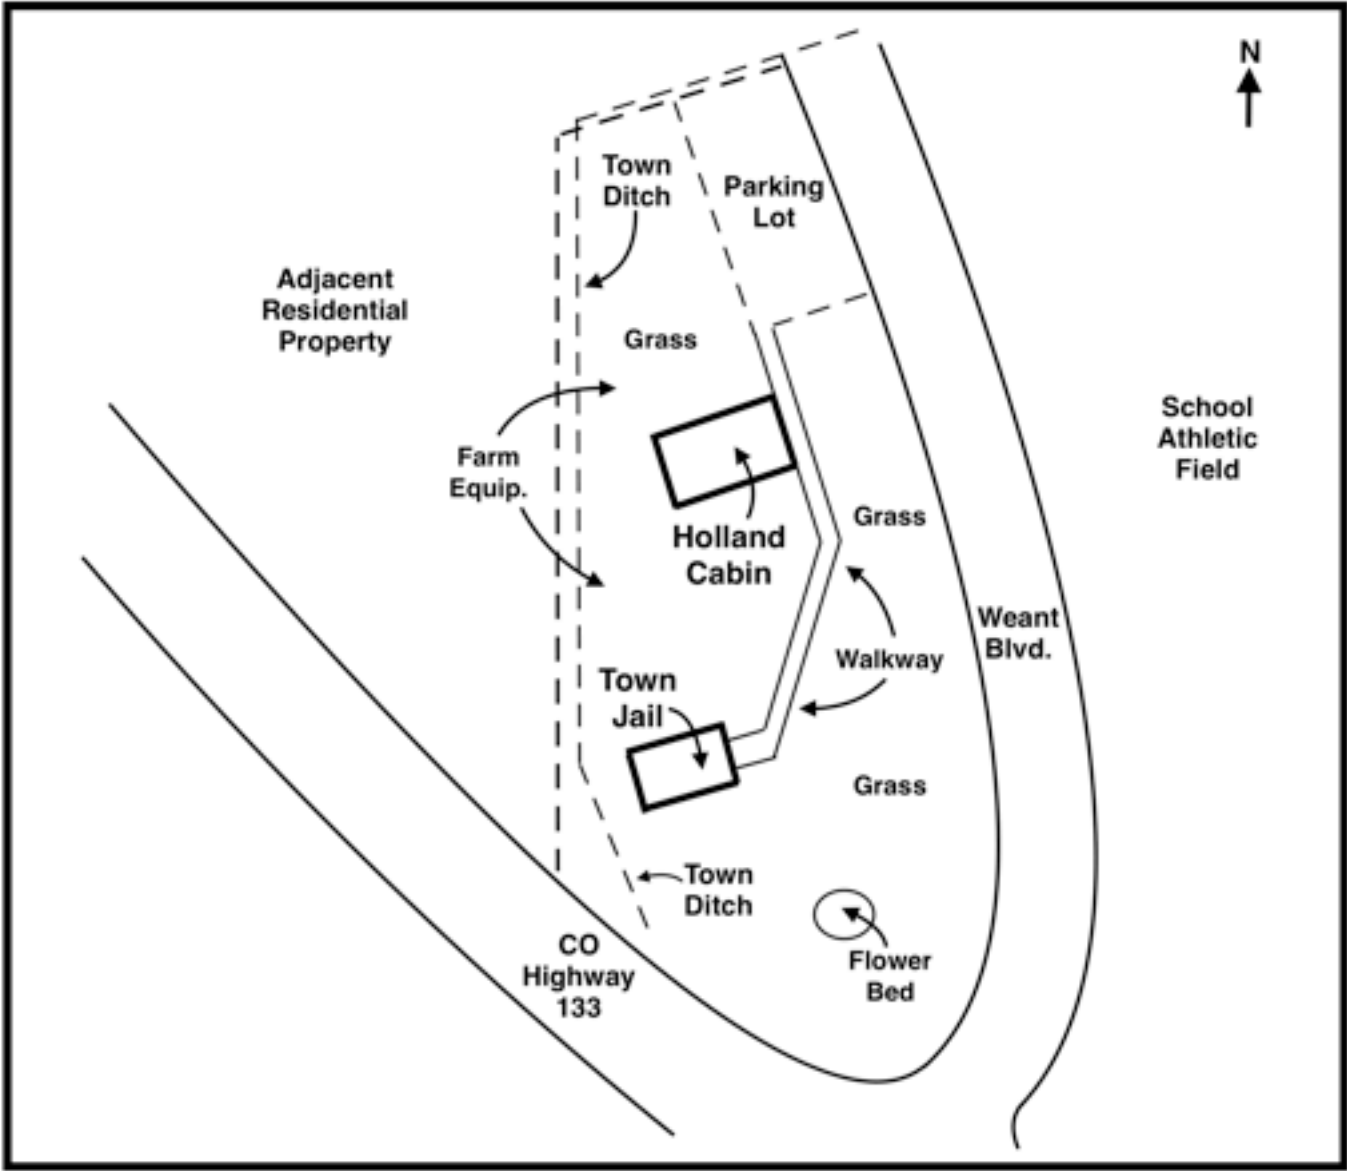 N
Town
Ditch
Parking
Lot
Adjacent
Residential
Property
Grass
School
Athletic
Field
Farm
Equip.
Holland
Cabin
Grass
Weant
Blvd.
Walkway
Town
Jail
Grass
Town
Ditch
CO
Highway
133
Flower
Bed